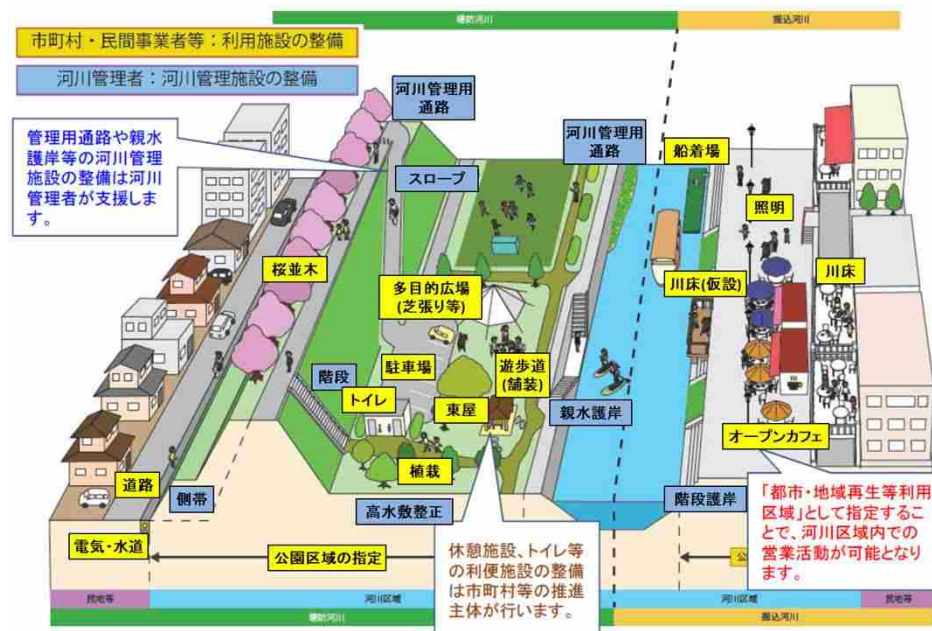 堤防河川
掘込河川
市町村・民間事業者等：利用施設の整備
河川管理者：河川管理施設の整備
河川管理用
通路
河川管理用
通路
船着場
管理用通路や親水
護岸等の河川管理
施設の整備は河川
管理者が支援しま
す。
スロープ
照明
桜並木
多目的広場
(芝張り等)
川床(仮設)
川床
駐車場
遊歩道
(舗装)
階段
トイレ
東屋
親水護岸
オープンカフェ
植栽
道路
側帯
高水敷整正
階段護岸
「都市・地域再生等利用
区域」として指定するこ
とで、河川区域内での
営業活動が可能となり
ます。
電気・水道
公園区域の指定
休憩施設、トイレ等
の利便施設の整備
は市町村等の推進
主体が行います。
民地等
河川区域
河川区域
民地等
堤防河川
掘込河川